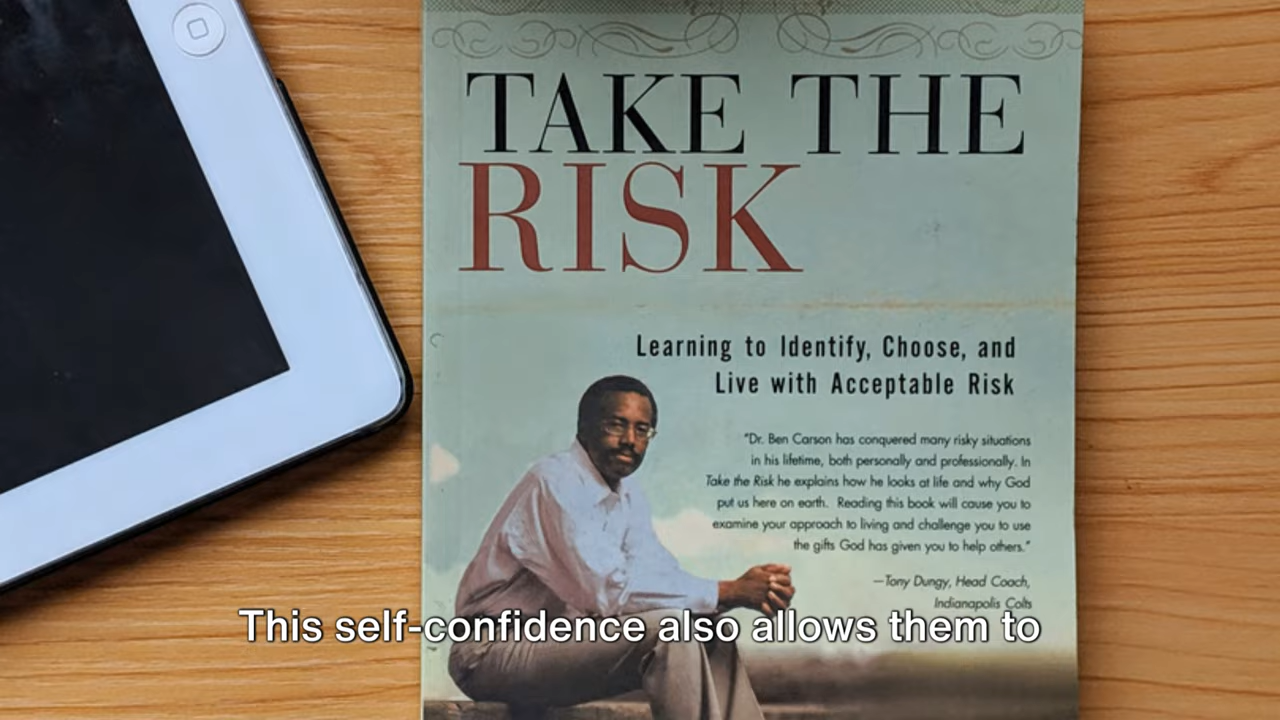 TAKE THE
RISK
Learning to Identify, Choose, and
Live with Acceptable Risk
"Dr. Ben Carson has conquered many risky situations
in his lifetime, both personally and professionally. In
Take the Risk he explains how he looks at life and why God
put us here on earth. Reading this book will cause you to
examine your approach to living and challenge you to use
the gifts God has given you to help others."
—Tony Dungy, Head Coach,
Indianapolis Colts
This self-confidence also allows them to